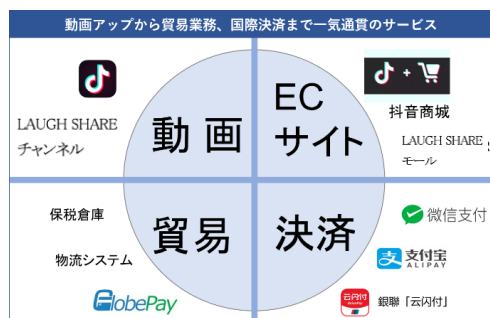 動画アップから貿易業務、国際決済まで一気通貫のサービス
LAUGH SHARE
チャンネル
動画
EC
サイト
抖音商城
LAUGH SHARE
モール
保税倉庫
物流システム
GlobePay
貿易
決済
微信支付
支 支付宝
ALIPAY
云闪付
銀聯「云闪付」